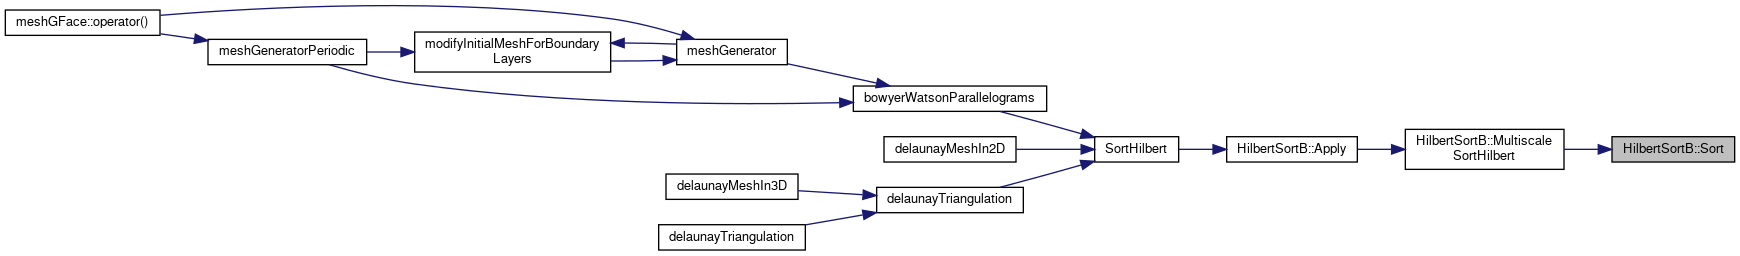 meshGFace::operator()
meshGeneratorPeriodic
modifyInitialMeshForBoundary
Layers
meshGenerator
bowyerWatsonParallelograms
delaunayMeshIn2D
SortHilbert
HilbertSortB::Apply
HilbertSortB::Multiscale
SortHilbert
HilbertSortB::Sort
delaunayMeshIn3D
delaunayTriangulation
delaunayTriangulation